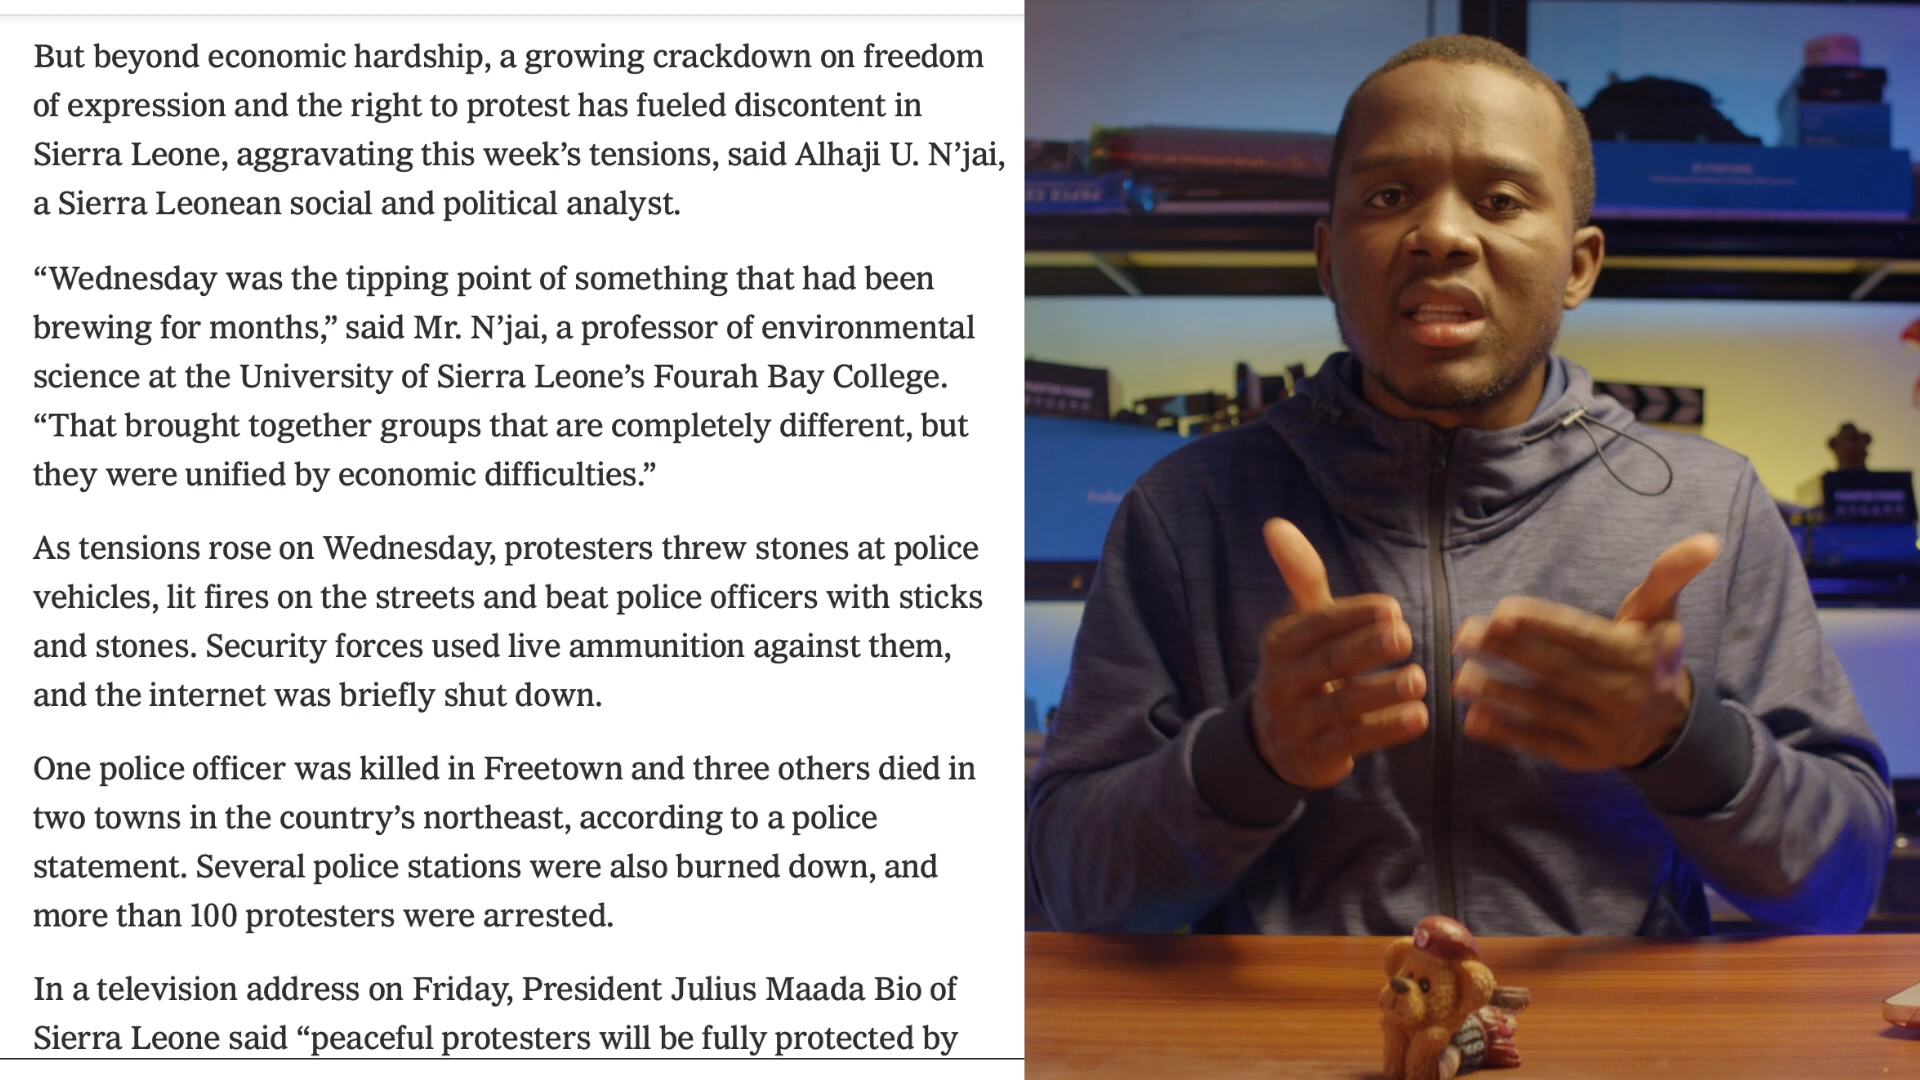 But beyond economic hardship, a growing crackdown on freedom
of expression and the right to protest has fueled discontent in
Sierra Leone, aggravating this week’s tensions, said Alhaji U. N’jai,
a Sierra Leonean social and political analyst.
“Wednesday was the tipping point of something that had been
brewing for months,” said Mr. N’jai, a professor of environmental
science at the University of Sierra Leone’s Fourah Bay College.
“That brought together groups that are completely different, but
they were unified by economic difficulties.”
As tensions rose on Wednesday, protesters threw stones at police
vehicles, lit fires on the streets and beat police officers with sticks
and stones. Security forces used live ammunition against them,
and the internet was briefly shut down.
One police officer was killed in Freetown and three others died in
two towns in the country’s northeast, according to a police
statement. Several police stations were also burned down, and
more than 100 protesters were arrested.
In a television address on Friday, President Julius Maada Bio of
Sierra Leone said “peaceful protesters will be fully protected by